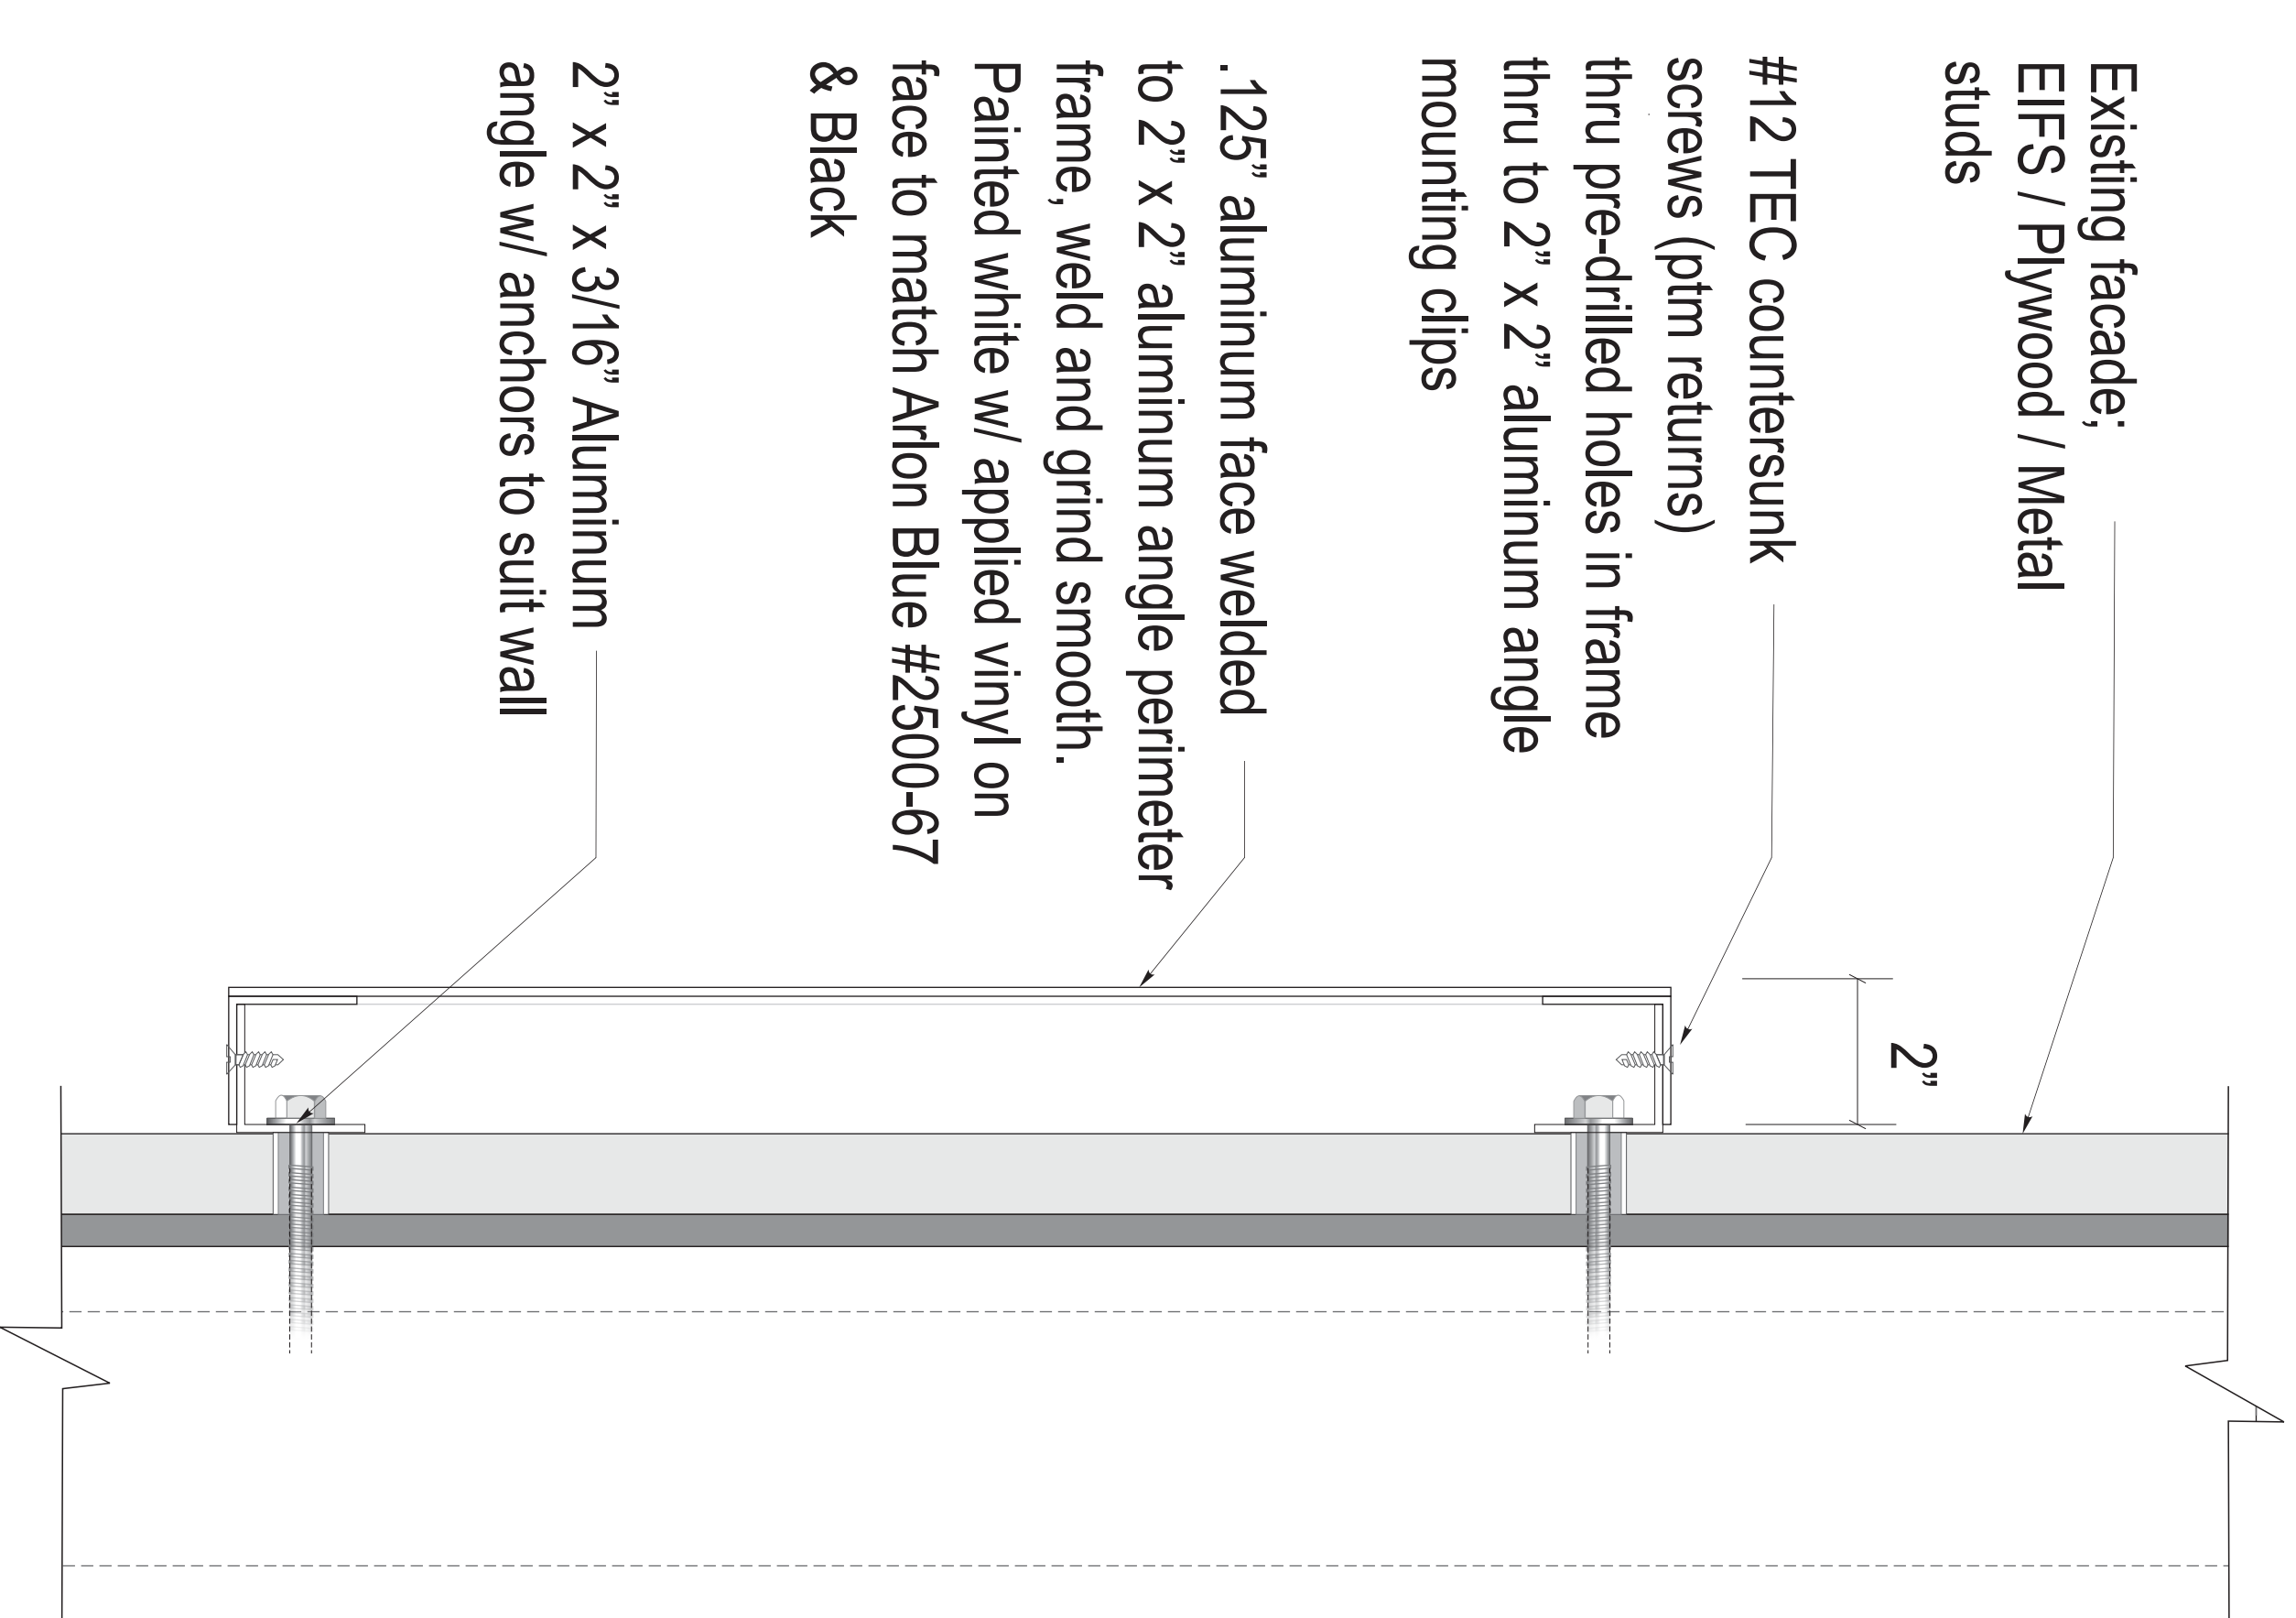 Existing facade;
EIFS / Plywood / Metal
studs
#12 TEC countersunk
screws (ptm returns)
thru pre-drilled holes in frame
thru to 2” x 2” aluminum angle
mounting clips
.125” aluminum face welded
to 2” x 2” aluminum angle perimeter
frame, weld and grind smooth.
Painted white w/ applied vinyl on
face to match Arlon Blue #2500-67
& Black
2” x 2” x 3/16” Aluminum
angle w/ anchors to suit wall
2”